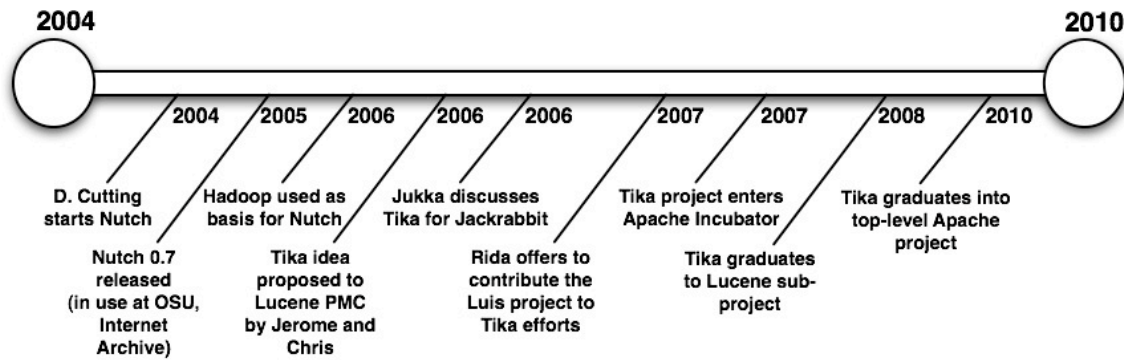 2004
2010
2004
2005
2006
2006
2006
2007
2007
2008
2010
D. Cutting
starts Nutch
Nutch 0.7
released
(in use at OSU,
Internet
Archive)
Hadoop used as
basis for Nutch
Tika idea
proposed to
Lucene PMC
by Jerome and
Chris
Jukka discusses
Tika for Jackrabbit
Rida offers to
contribute the
Luis project to
Tika efforts
Tika project enters
Apache Incubator
Tika graduates
to Lucene sub-
project
Tika graduates into
top-level Apache
project